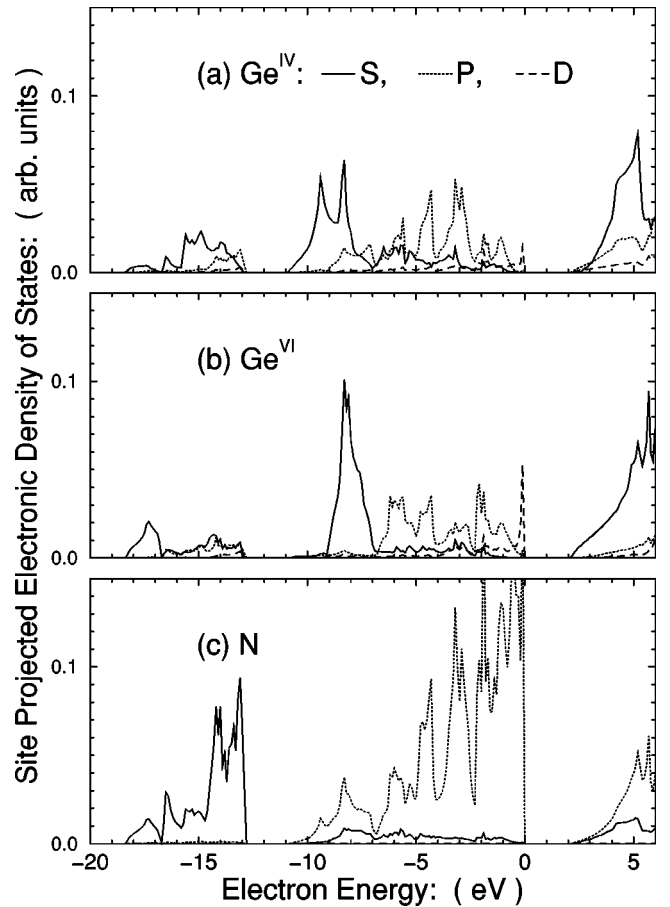 Site Projected Electronic Density of States: ( arb. units )
(a) Ge^IV: S, P, D
0.1
0.0
(b) Ge^VI
0.1
0.0
(c) N
0.1
0.0
−20 −15 −10 −5 0 5
Electron Energy: ( eV )